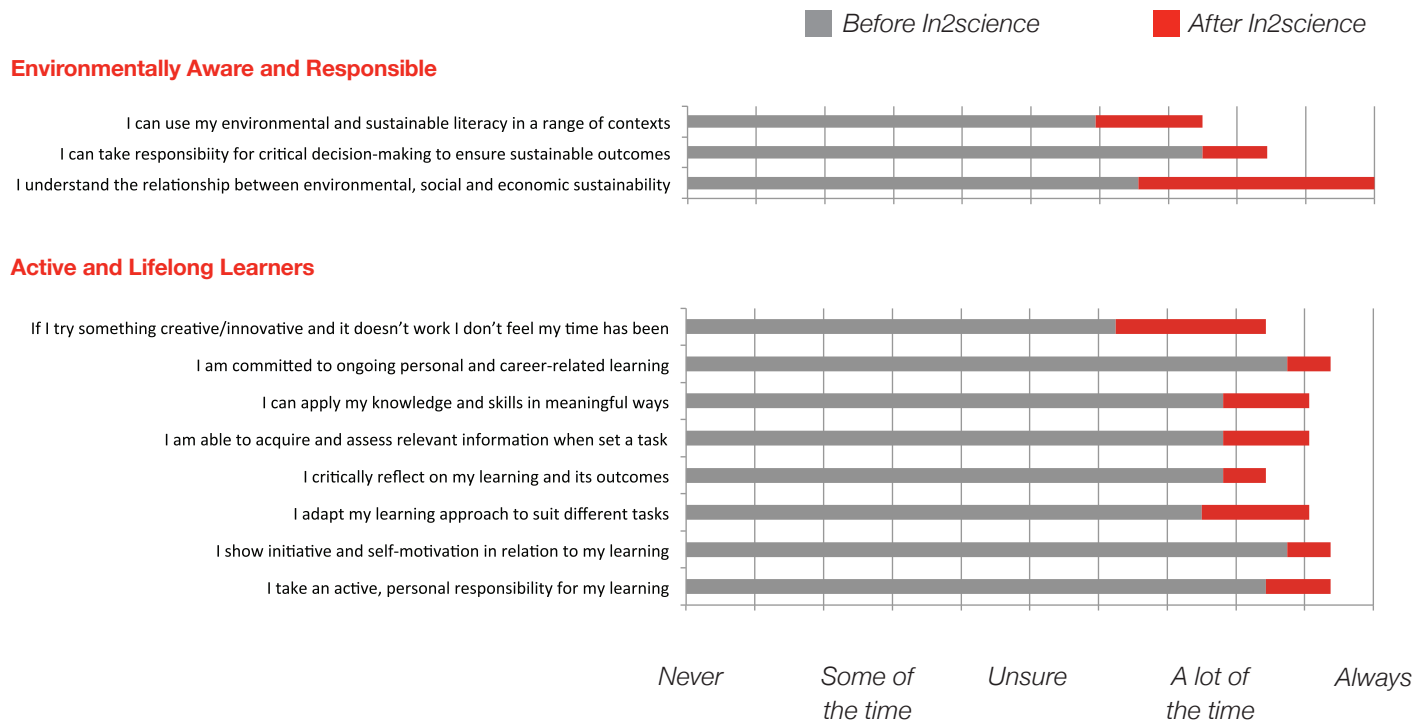 Before In2science
After In2science
Environmentally Aware and Responsible
I can use my environmental and sustainable literacy in a range of contexts
I can take responsibiity for critical decision-making to ensure sustainable outcomes
I understand the relationship between environmental, social and economic sustainability
Active and Lifelong Learners
If I try something creative/innovative and it doesn’t work I don’t feel my time has been
I am committed to ongoing personal and career-related learning
I can apply my knowledge and skills in meaningful ways
I am able to acquire and assess relevant information when set a task
I critically reflect on my learning and its outcomes
I adapt my learning approach to suit different tasks
I show initiative and self-motivation in relation to my learning
I take an active, personal responsibility for my learning
Never
Some of
the time
Unsure
A lot of
the time
Always